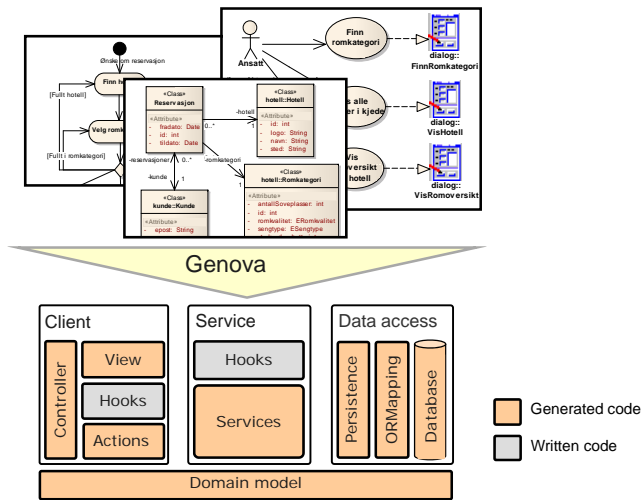 Ønske om reservasjon
[Fullt hotell]
Finn
Velg
[Fullt i romkategori]
Ansatt
Finn
romkategori
dialog::
FinnRomkategori
alle
i kjede
dialog::
VisHotell
Vis
hotell
dialog::
VisRomoversikt
«Class»
Reservasjon
«Attribute»
- fradato: Date
- id: int
- tildato: Date
0..*
-hotell
1
«Class»
hotell::Hotell
«Attribute»
- id: int
- logo: String
- navn: String
- sted: String
-reservasjoner
0..*
-romkategori
1
-kunde
1
«Class»
kunde::Kunde
«Attribute»
- epost: String
«Class»
hotell::Romkategori
«Attribute»
- antallSoveplasser: int
- id: int
- romkvalitet: ERomkvalitet
- sengtype: ESengtype
Genova
Client
Controller
View
Hooks
Actions
Service
Hooks
Services
Data access
Persistence
ORMapping
Database
Domain model
Generated code
Written code